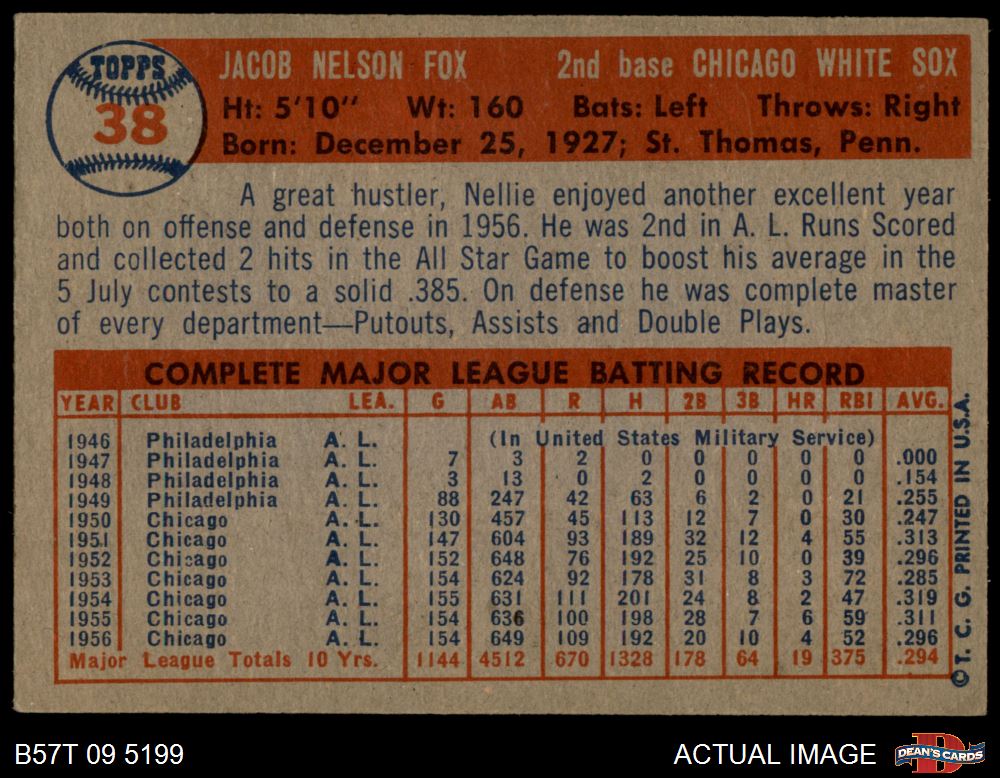 TOPPS
38
JACOB NELSON FOX 2nd base CHICAGO WHITE SOX
Ht: 5'10" Wt: 160 Bats: Left Throws: Right
Born: December 25, 1927; St. Thomas, Penn.
A great hustler, Nellie enjoyed another excellent year
both on offense and defense in 1956. He was 2nd in A. L. Runs Scored
and collected 2 hits in the All Star Game to boost his average in the
5 July contests to a solid .385. On defense he was complete master
of every department—Putouts, Assists and Double Plays.
COMPLETE MAJOR LEAGUE BATTING RECORD
YEAR CLUB LEA. G AB R H 2B 3B HR RBI AVG.
1946 Philadelphia A. L. (In United States Military Service)
1947 Philadelphia A. L. 7 3 2 0 0 0 0 0 .000
1948 Philadelphia A. L. 3 13 0 2 0 0 0 0 .154
1949 Philadelphia A. L. 88 247 42 63 6 2 0 21 .255
1950 Chicago A. L. 130 457 45 113 12 7 0 30 .247
1951 Chicago A. L. 147 604 93 189 32 12 4 55 .313
1952 Chicago A. L. 152 648 76 192 25 10 0 39 .296
1953 Chicago A. L. 154 624 92 178 31 8 3 72 .285
1954 Chicago A. L. 155 631 111 201 24 8 2 47 .319
1955 Chicago A. L. 154 636 100 198 28 7 6 59 .311
1956 Chicago A. L. 154 649 109 192 20 10 4 52 .296
Major League Totals 10 Yrs. 1144 4512 670 1328 178 64 19 375 .294
©T. C. G. PRINTED IN U.S.A.
B57T 09 5199 ACTUAL IMAGE
DEAN'S CARDS